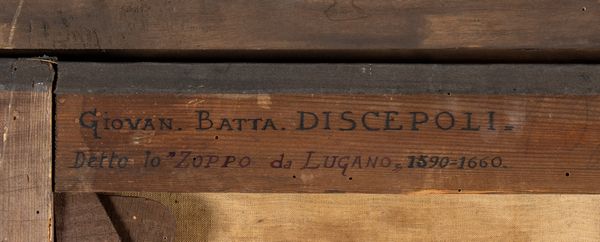 Giovan. Batta. DISCEPOLI.
Detto lo "ZOPPO da LUGANO„ 1590-1660.